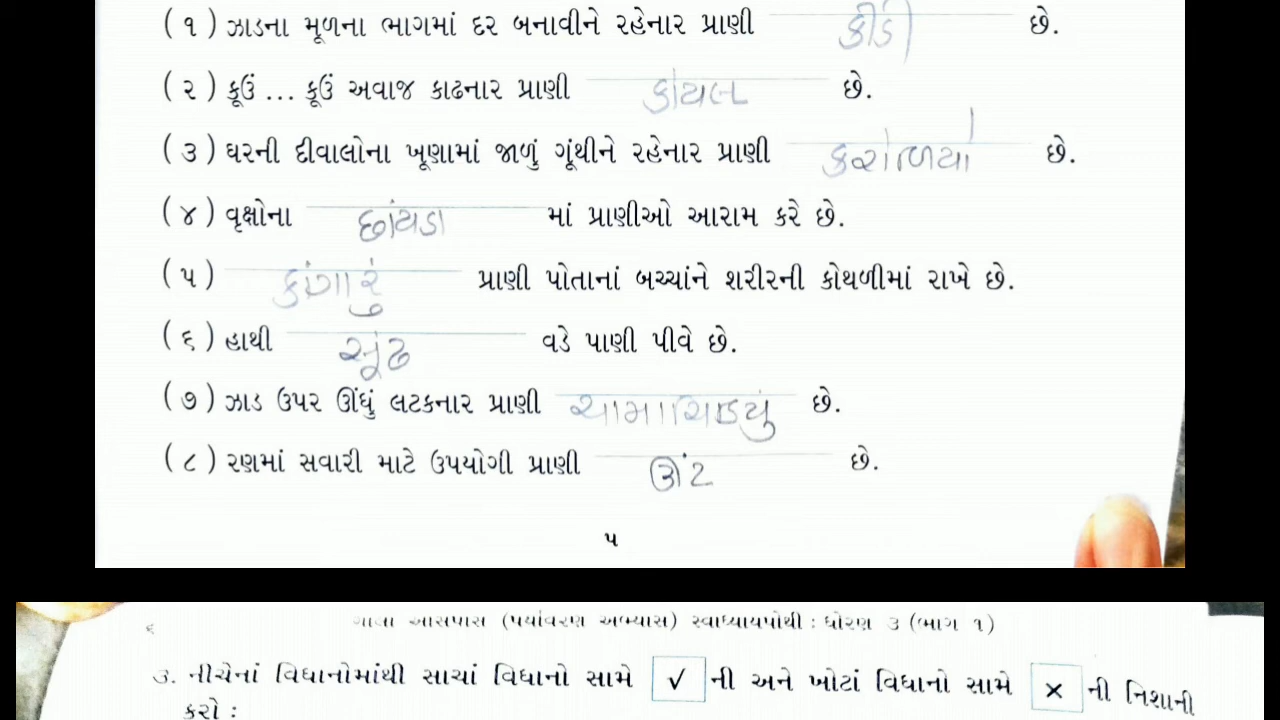 (૧) ઝાડના મૂળના ભાગમાં દર બનાવીને રહેનાર પ્રાણી કીડી છે.
(૨) કૂઉં ... કૂઉં અવાજ કાઢનાર પ્રાણી કોયલ છે.
(૩) ઘરની દીવાલોના ખૂણામાં જાળું ગૂંથીને રહેનાર પ્રાણી કરોળિયો છે.
(૪) વૃક્ષોના છાંયડા માં પ્રાણીઓ આરામ કરે છે.
(૫) કાંગારું પ્રાણી પોતાનાં બચ્ચાંને શરીરની કોથળીમાં રાખે છે.
(૬) હાથી સૂંઢ વડે પાણી પીવે છે.
(૭) ઝાડ ઉપર ઊંધું લટકનાર પ્રાણી ચામાચિડિયું છે.
(૮) રણમાં સવારી માટે ઉપયોગી પ્રાણી ઊંટ છે.
૫
૬ આસપાસ (પર્યાવરણ અભ્યાસ) સ્વાધ્યાયપોથી : ધોરણ ૩ (ભાગ ૧)
૩. નીચેનાં વિધાનોમાંથી સાચાં વિધાનો સામે ✓ ની અને ખોટાં વિધાનો સામે × ની નિશાની
કરો :